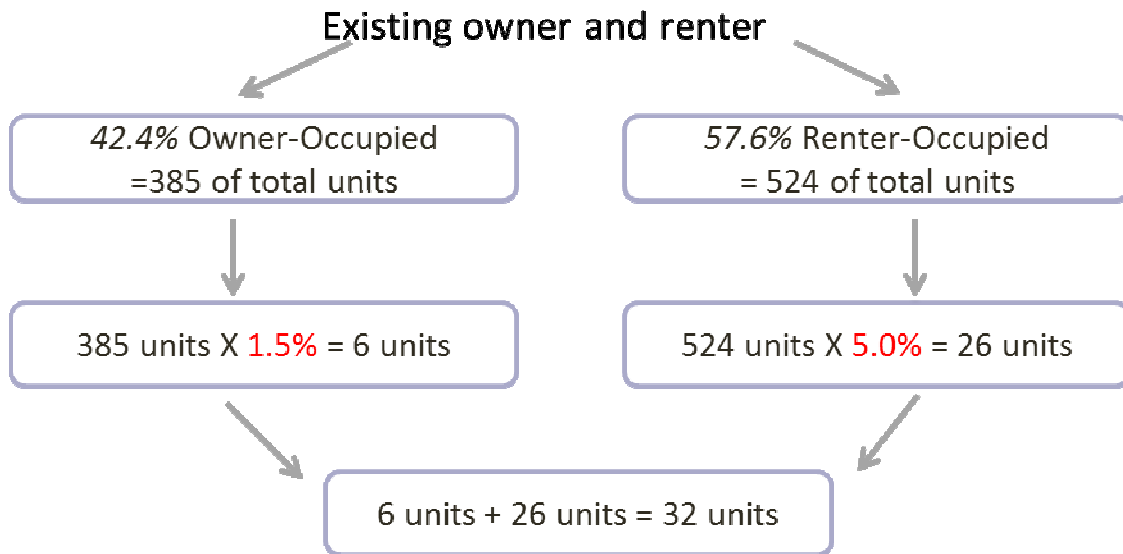 Existing owner and renter
42.4% Owner-Occupied
=385 of total units
57.6% Renter-Occupied
= 524 of total units
385 units X 1.5% = 6 units
524 units X 5.0% = 26 units
6 units + 26 units = 32 units